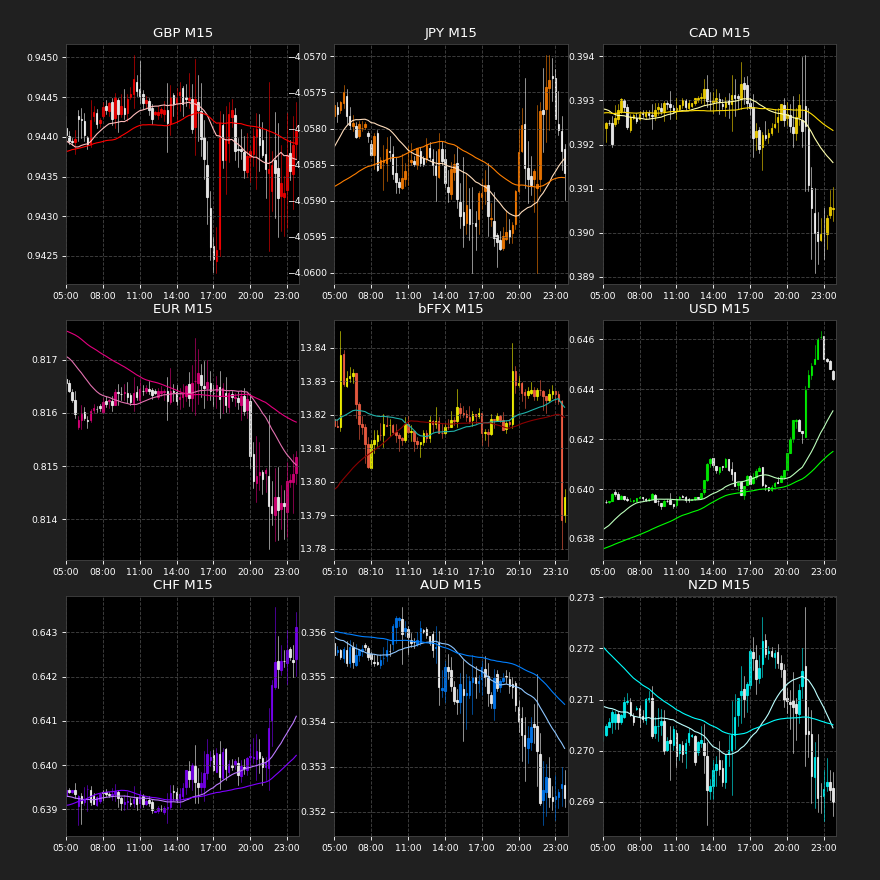 GBP M15
0.9450
0.9445
0.9440
0.9435
0.9430
0.9425
05:00 08:00 11:00 14:00 17:00 20:00 23:00
JPY M15
−4.0570
−4.0575
−4.0580
−4.0585
−4.0590
−4.0595
−4.0600
05:00 08:00 11:00 14:00 17:00 20:00 23:00
CAD M15
0.394
0.393
0.392
0.391
0.390
0.389
05:00 08:00 11:00 14:00 17:00 20:00 23:00
EUR M15
0.817
0.816
0.815
0.814
05:00 08:00 11:00 14:00 17:00 20:00 23:00
bFFX M15
13.84
13.83
13.82
13.81
13.80
13.79
13.78
05:10 08:10 11:10 14:10 17:10 20:10 23:10
USD M15
0.646
0.644
0.642
0.640
0.638
05:00 08:00 11:00 14:00 17:00 20:00 23:00
CHF M15
0.643
0.642
0.641
0.640
0.639
05:00 08:00 11:00 14:00 17:00 20:00 23:00
AUD M15
0.356
0.355
0.354
0.353
0.352
05:00 08:00 11:00 14:00 17:00 20:00 23:00
NZD M15
0.273
0.272
0.271
0.270
0.269
05:00 08:00 11:00 14:00 17:00 20:00 23:00